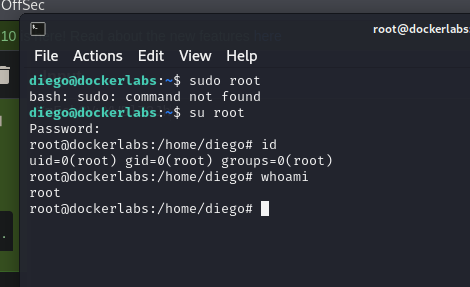 OffSec
10
root@dockerlabs:/ho
File Actions Edit View Help
diego@dockerlabs:~$ sudo root
bash: sudo: command not found
diego@dockerlabs:~$ su root
Password:
root@dockerlabs:/home/diego# id
uid=0(root) gid=0(root) groups=0(root)
root@dockerlabs:/home/diego# whoami
root
root@dockerlabs:/home/diego#